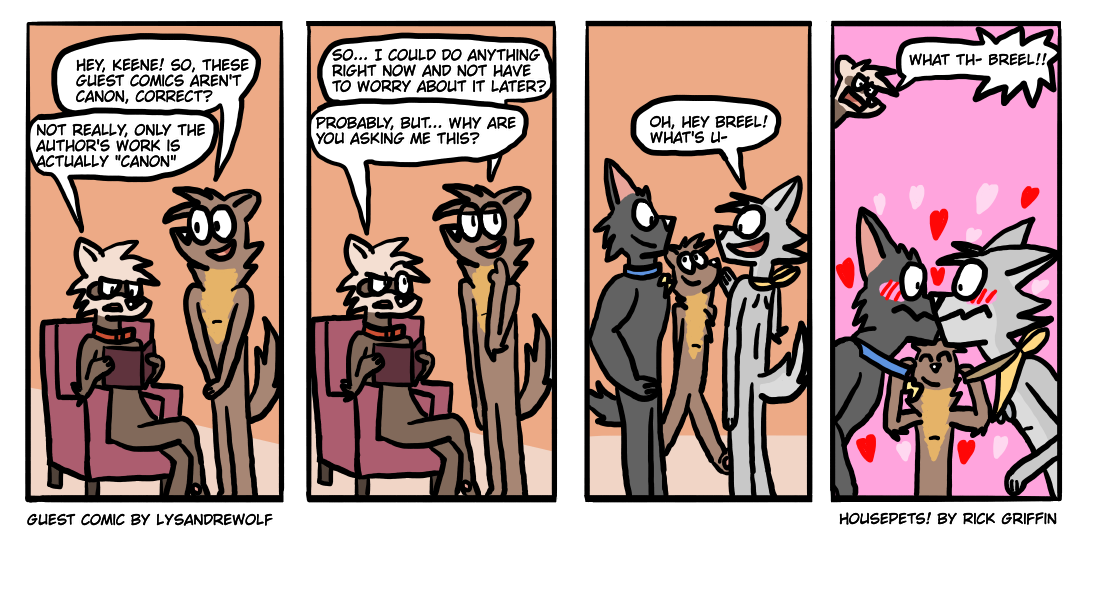 HEY, KEENE! SO, THESE
GUEST COMICS AREN'T
CANON, CORRECT?
NOT REALLY, ONLY THE
AUTHOR'S WORK IS
ACTUALLY "CANON"
SO... I COULD DO ANYTHING
RIGHT NOW AND NOT HAVE
TO WORRY ABOUT IT LATER?
PROBABLY, BUT... WHY ARE
YOU ASKING ME THIS?
OH, HEY BREEL!
WHAT'S U-
WHAT TH- BREEL!!
GUEST COMIC BY LYSANDREWOLF
HOUSEPETS! BY RICK GRIFFIN